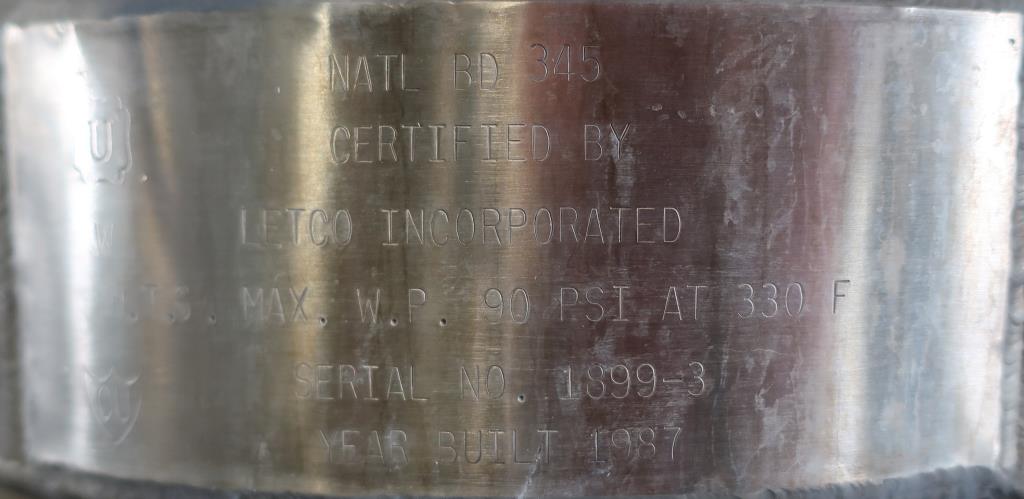 NATL BD 345
U
CERTIFIED BY
W
LETCO INCORPORATED
MAX. W.P. 90 PSI AT 330 F
SERIAL NO. 1899-3
YEAR BUILT 1987